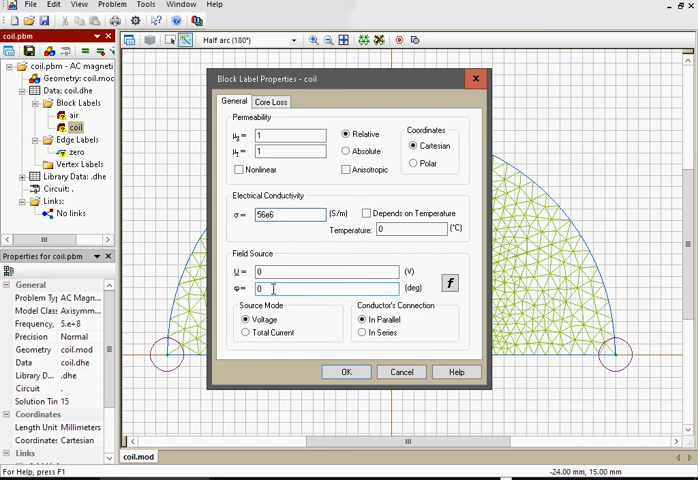 File Edit View Problem Tools Window Help
coil.pbm
Half arc (180°)
coil.pbm - AC magneti
Geometry: coil.mod
Data: coil.dhe
Block Labels
air
coil
Edge Labels
zero
Vertex Labels
Library Data: .dhe
Circuit: .
Links:
No links
Properties for coil.pbm
General
Problem Ty AC Magn...
Model Class Axisymm...
Frequency, 5.e+8
Precision Normal
Geometry coil.mod
Data coil.dhe
Library D... .dhe
Circuit .
Solution Tin 15
Coordinates
Length Unit Millimeters
Coordinate: Cartesian
Links
Block Label Properties - coil
General Core Loss
Permeability
1
1
Relative
Absolute
Nonlinear
Anisotropic
Coordinates
Cartesian
Polar
Electrical Conductivity
σ = 56e6 (S/m)
Depends on Temperature
Temperature: 0 (°C)
Field Source
U = 0 (V)
φ= 0 (deg)
f
Source Mode
Voltage
Total Current
Conductor's Connection
In Parallel
In Series
OK Cancel Help
coil.mod
For Help, press F1
-24.00 mm, 15.00 mm